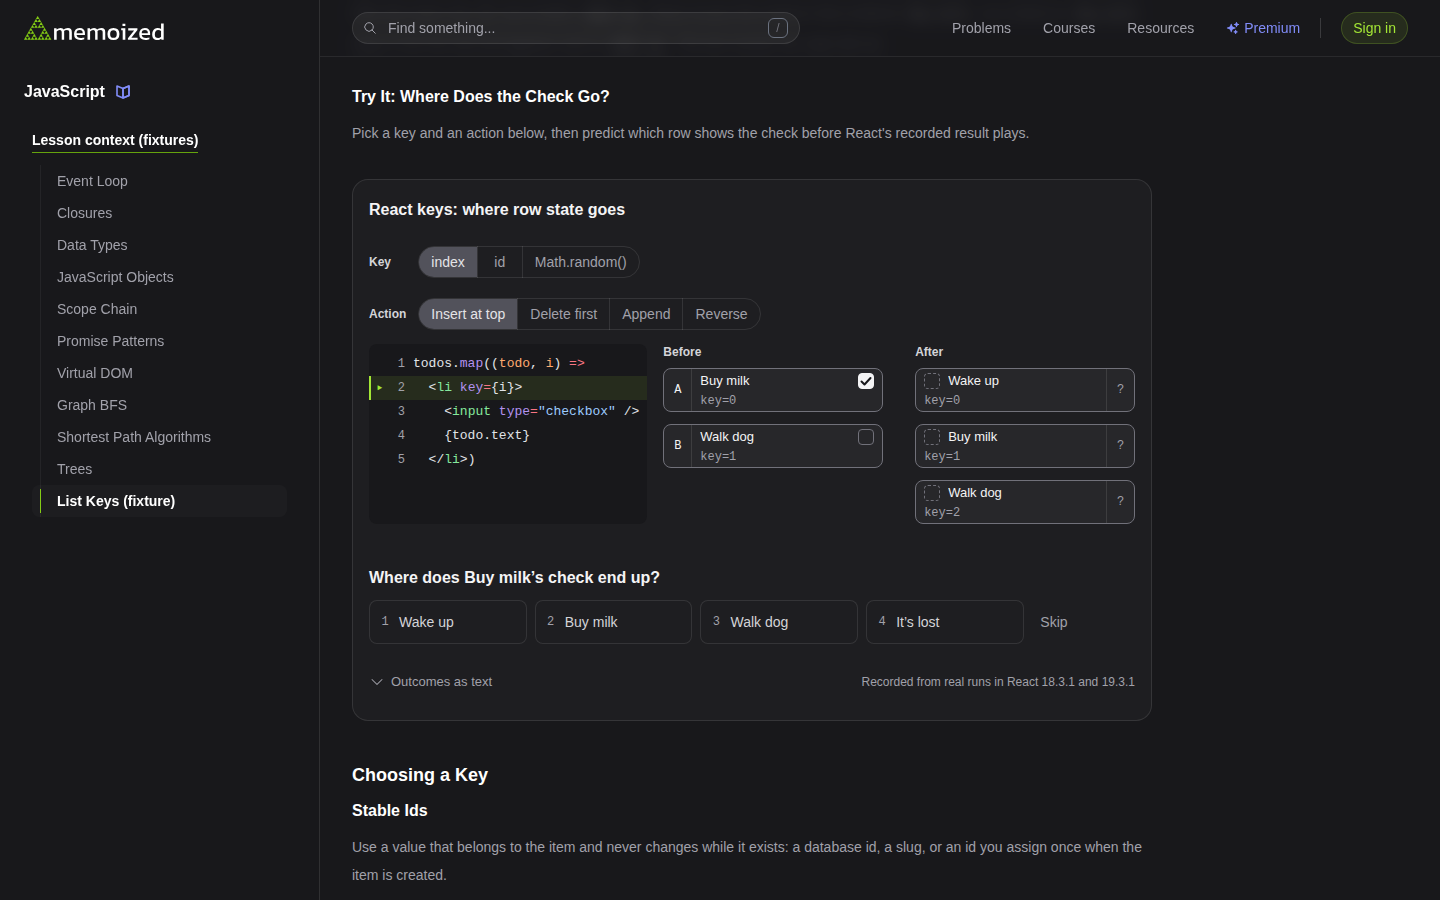 memoized
Find something...
/
Problems
Courses
Resources
Premium
Sign in
JavaScript
Lesson context (fixtures)
Event Loop
Closures
Data Types
JavaScript Objects
Scope Chain
Promise Patterns
Virtual DOM
Graph BFS
Shortest Path Algorithms
Trees
List Keys (fixture)
Try It: Where Does the Check Go?
Pick a key and an action below, then predict which row shows the check before React's recorded result plays.
React keys: where row state goes
Key
index
id
Math.random()
Action
Insert at top
Delete first
Append
Reverse
1 todos.map((todo, i) =>
2 <li key={i}>
3 <input type="checkbox" />
4 {todo.text}
5 </li>)
Before
A
Buy milk
key=0
B
Walk dog
key=1
After
Wake up
key=0
?
Buy milk
key=1
?
Walk dog
key=2
?
Where does Buy milk’s check end up?
1 Wake up
2 Buy milk
3 Walk dog
4 It’s lost
Skip
Outcomes as text
Recorded from real runs in React 18.3.1 and 19.3.1
Choosing a Key
Stable Ids
Use a value that belongs to the item and never changes while it exists: a database id, a slug, or an id you assign once when the
item is created.